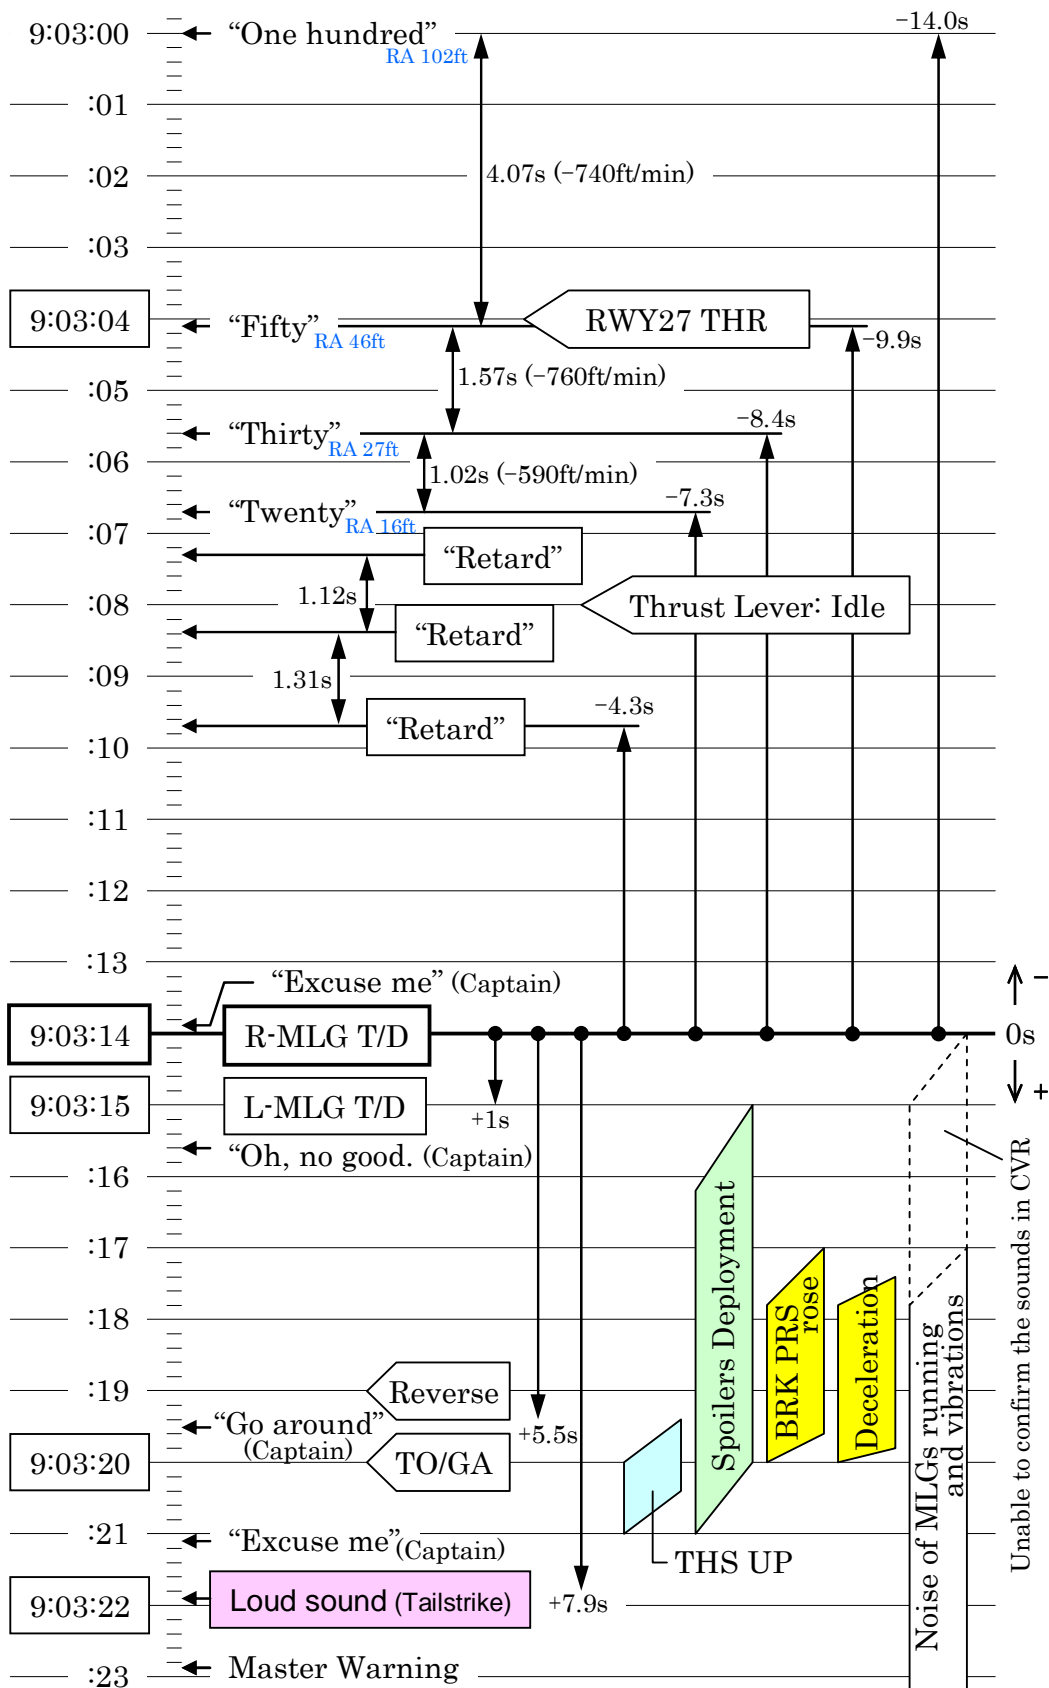 -14.0s
9:03:00 “One hundred”
RA 102ft
:01
:02 4.07s (-740ft/min)
:03
9:03:04 “Fifty” RWY27 THR
RA 46ft -9.9s
:05 1.57s (-760ft/min)
-8.4s
“Thirty”
RA 27ft
:06 1.02s (-590ft/min)
“Twenty” -7.3s
RA 16ft
:07
“Retard”
:08 1.12s Thrust Lever: Idle
“Retard”
:09 1.31s
-4.3s
“Retard”
:10
:11
:12
:13
“Excuse me” (Captain) -
9:03:14 R-MLG T/D 0s
9:03:15 L-MLG T/D +
+1s
“Oh, no good. (Captain)
:16
:17
:18
:19 Reverse
“Go around” +5.5s
(Captain)
9:03:20 TO/GA
:21
“Excuse me” (Captain)
THS UP
9:03:22 Loud sound (Tailstrike) +7.9s
“Master Warning
:23
Spoilers Deployment
BRK PRS
rose
Deceleration
Noise of MLGs running
and vibrations
Unable to confirm the sounds in CVR